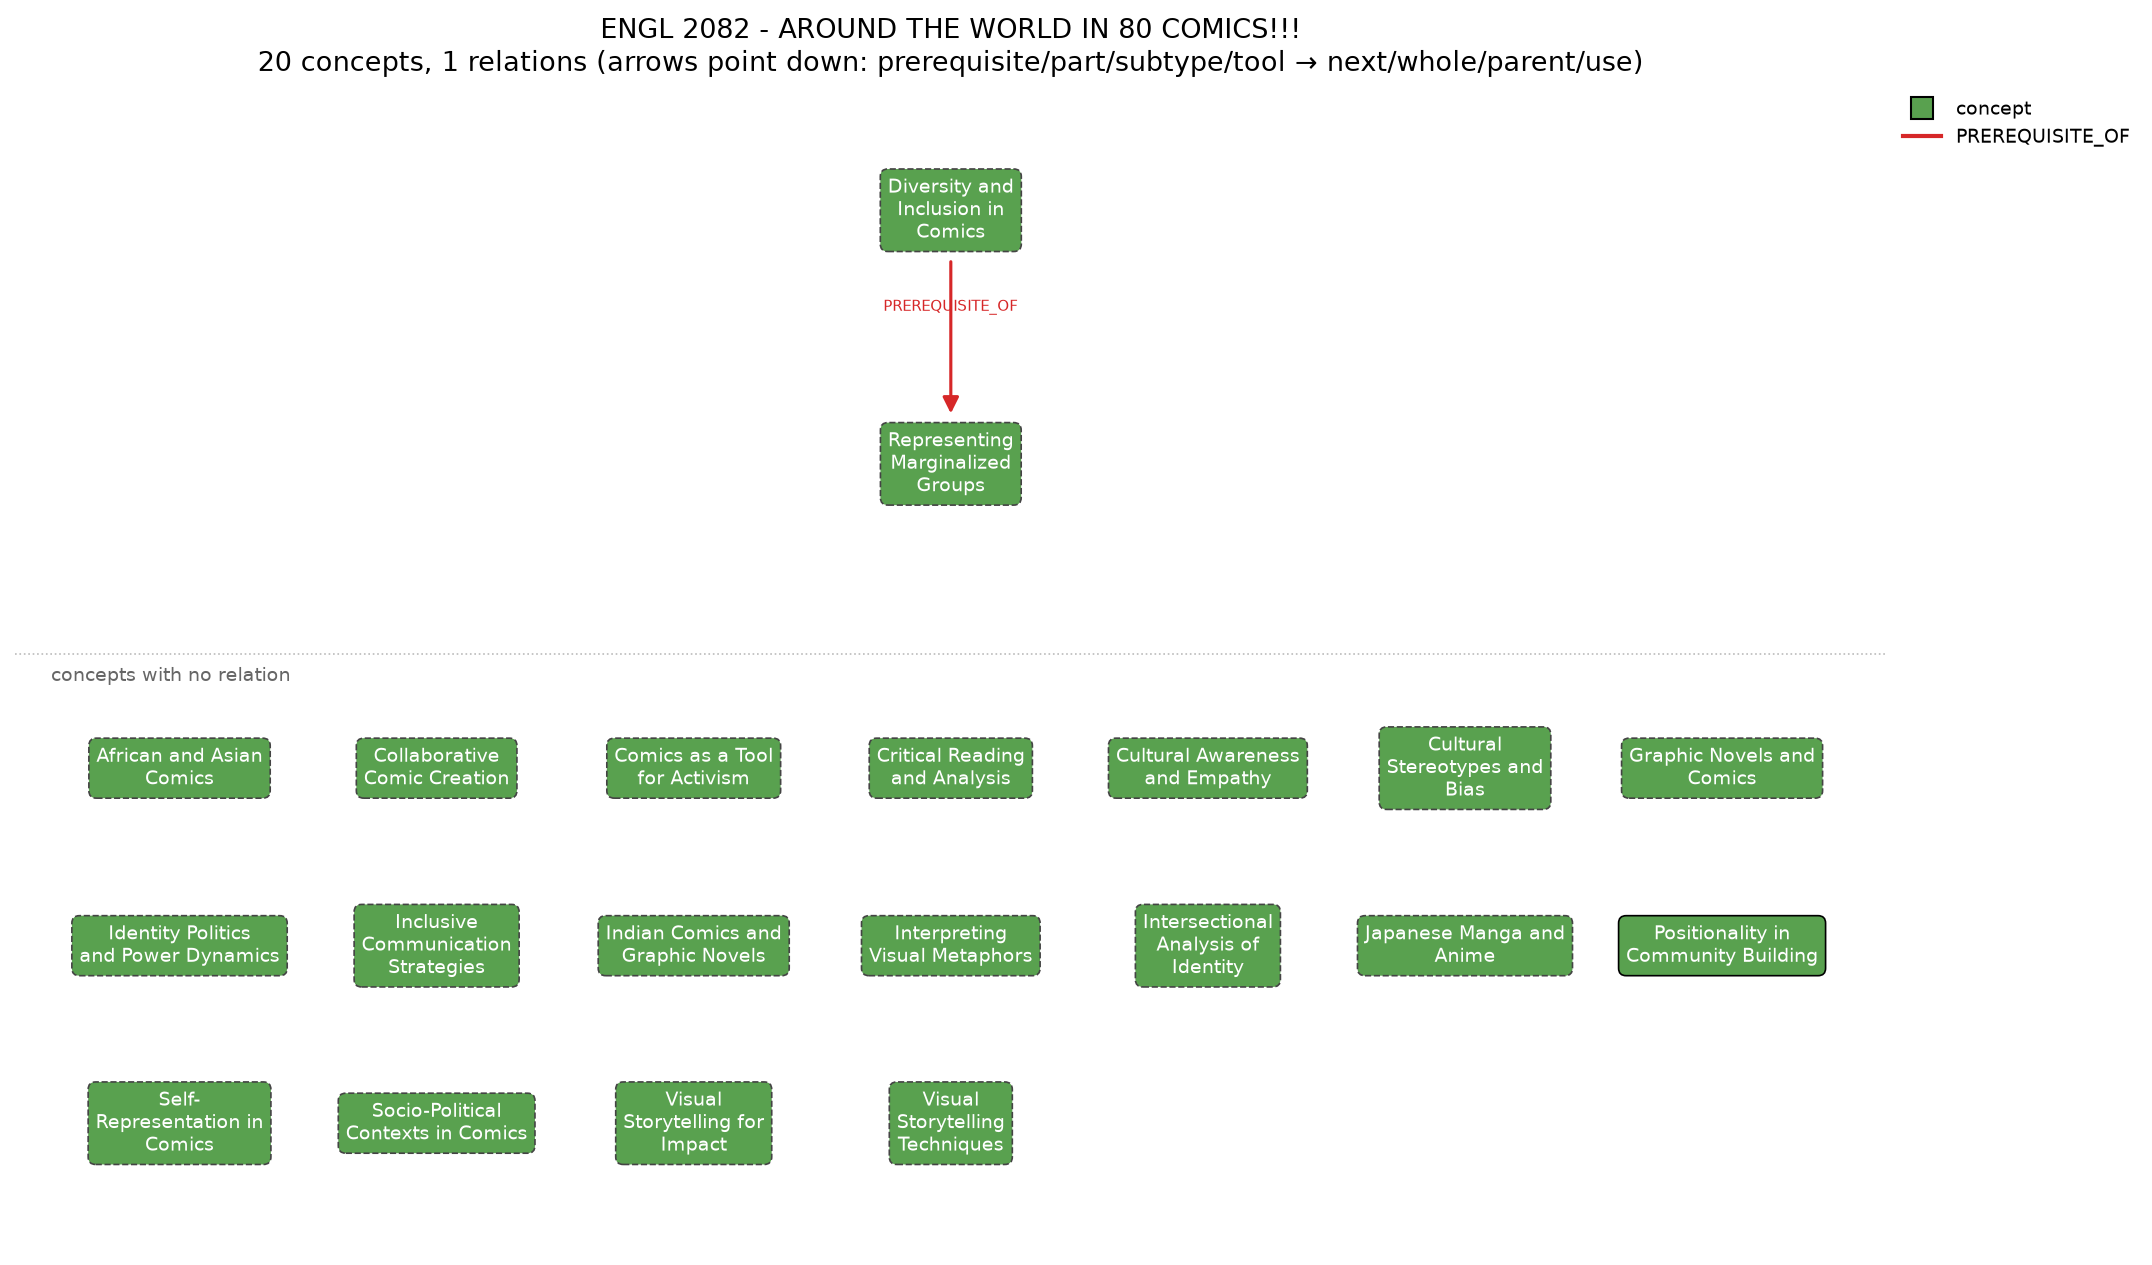 ENGL 2082 - AROUND THE WORLD IN 80 COMICS!!!
20 concepts, 1 relations (arrows point down: prerequisite/part/subtype/tool → next/whole/parent/use)
concept
PREREQUISITE_OF
Diversity and
Inclusion in
Comics
PREREQUISITE_OF
Representing
Marginalized
Groups
concepts with no relation
African and Asian
Comics
Collaborative
Comic Creation
Comics as a Tool
for Activism
Critical Reading
and Analysis
Cultural Awareness
and Empathy
Cultural
Stereotypes and
Bias
Graphic Novels and
Comics
Identity Politics
and Power Dynamics
Inclusive
Communication
Strategies
Indian Comics and
Graphic Novels
Interpreting
Visual Metaphors
Intersectional
Analysis of
Identity
Japanese Manga and
Anime
Positionality in
Community Building
Self-
Representation in
Comics
Socio-Political
Contexts in Comics
Visual
Storytelling for
Impact
Visual
Storytelling
Techniques